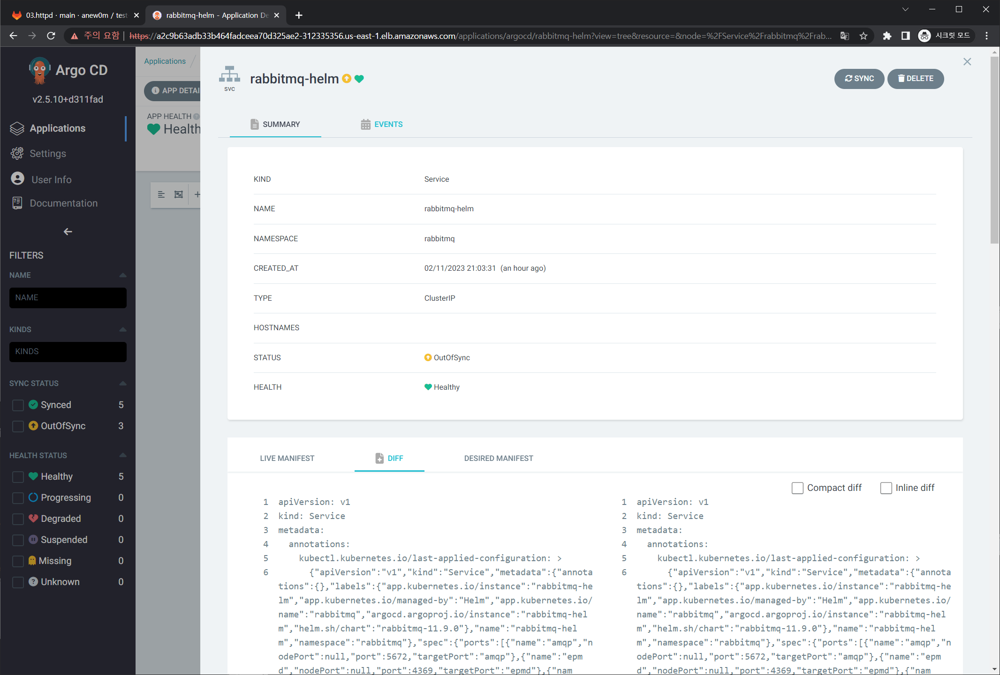 03.httpd · main · anew0m / test
rabbitmq-helm - Application De
주의 요함 | https://a2c9b63adb33b464fadceea70d325ae2-312335356.us-east-1.elb.amazonaws.com/applications/argocd/rabbitmq-helm?view=tree&resource=&node=%2FService%2Frabbitmq%2Frab...
시크릿 모드
Argo CD
v2.5.10+d311fad
Applications
Settings
User Info
Documentation
FILTERS
NAME
NAME
KINDS
KINDS
SYNC STATUS
Synced 5
OutOfSync 3
HEALTH STATUS
Healthy 5
Progressing 0
Degraded 0
Suspended 0
Missing 0
Unknown 0
Applications /
APP DETAI
APP HEALTH
Health
svc
rabbitmq-helm
SYNC
DELETE
SUMMARY
EVENTS
KIND Service
NAME rabbitmq-helm
NAMESPACE rabbitmq
CREATED_AT 02/11/2023 21:03:31 (an hour ago)
TYPE ClusterIP
HOSTNAMES
STATUS OutOfSync
HEALTH Healthy
LIVE MANIFEST
DIFF
DESIRED MANIFEST
Compact diff
Inline diff
1 apiVersion: v1
2 kind: Service
3 metadata:
4 annotations:
5 kubectl.kubernetes.io/last-applied-configuration: >
6 {"apiVersion":"v1","kind":"Service","metadata":{"annota
tions":{},"labels":{"app.kubernetes.io/instance":"rabbitmq-he
lm","app.kubernetes.io/managed-by":"Helm","app.kubernetes.io/
name":"rabbitmq","argocd.argoproj.io/instance":"rabbitmq-hel
m","helm.sh/chart":"rabbitmq-11.9.0"},"name":"rabbitmq-hel
m","namespace":"rabbitmq"},"spec":{"ports":[{"name":"amqp","n
odePort":null,"port":5672,"targetPort":"amqp"},{"name":"epm
d","nodePort":null,"port":4369,"targetPort":"epmd"},{"nam
1 apiVersion: v1
2 kind: Service
3 metadata:
4 annotations:
5 kubectl.kubernetes.io/last-applied-configuration: >
6 {"apiVersion":"v1","kind":"Service","metadata":{"annota
tions":{},"labels":{"app.kubernetes.io/instance":"rabbitmq-he
lm","app.kubernetes.io/managed-by":"Helm","app.kubernetes.io/
name":"rabbitmq","argocd.argoproj.io/instance":"rabbitmq-hel
m","helm.sh/chart":"rabbitmq-11.9.0"},"name":"rabbitmq-hel
m","namespace":"rabbitmq"},"spec":{"ports":[{"name":"amqp","n
odePort":null,"port":5672,"targetPort":"amqp"},{"name":"epm
d","nodePort":null,"port":4369,"targetPort":"epmd"},{"nam